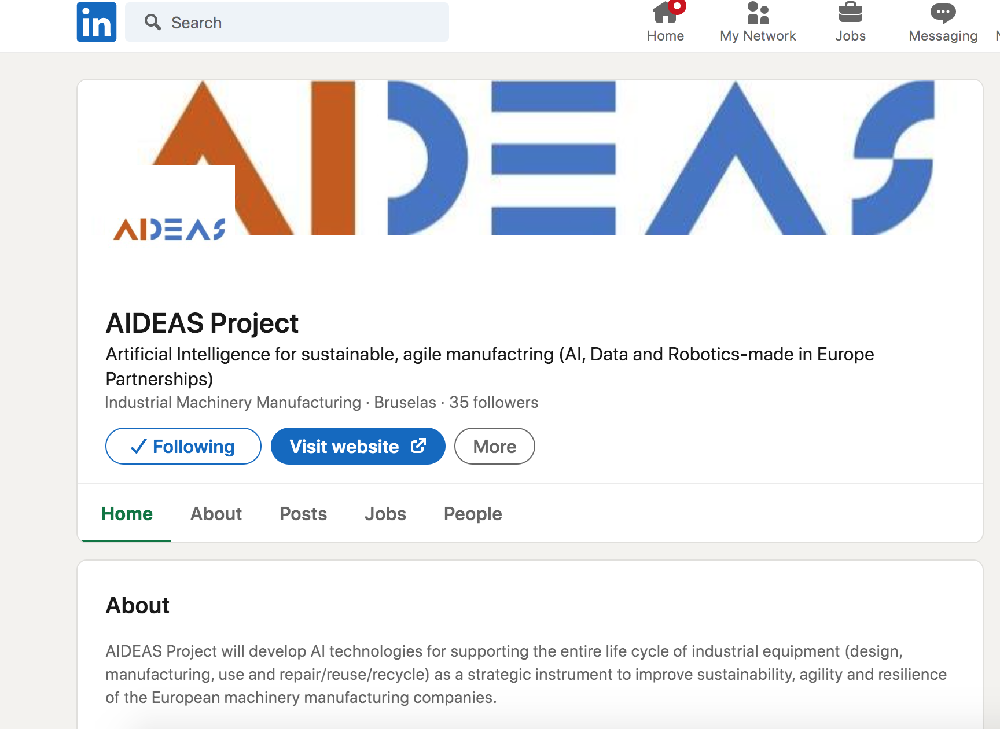 in Search
Home My Network Jobs Messaging
AIDEAS
AIDEAS
AIDEAS Project
Artificial Intelligence for sustainable, agile manufactring (AI, Data and Robotics-made in Europe
Partnerships)
Industrial Machinery Manufacturing · Bruselas · 35 followers
✓ Following Visit website More
Home About Posts Jobs People
About
AIDEAS Project will develop AI technologies for supporting the entire life cycle of industrial equipment (design,
manufacturing, use and repair/reuse/recycle) as a strategic instrument to improve sustainability, agility and resilience
of the European machinery manufacturing companies.